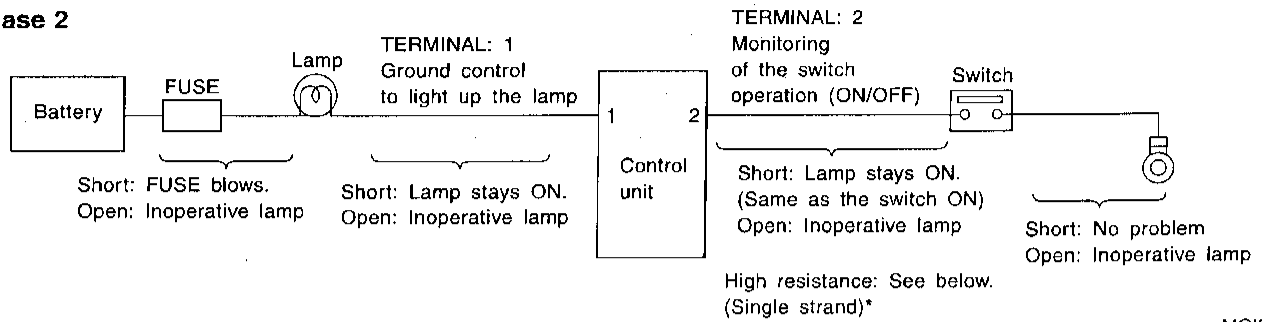 ase 2
Battery
FUSE
Lamp
TERMINAL: 1
Ground control
to light up the lamp
TERMINAL: 2
Monitoring
of the switch
operation (ON/OFF)
Switch
1
2
Control
unit
Short: FUSE blows.
Open: Inoperative lamp
Short: Lamp stays ON.
Open: Inoperative lamp
Short: Lamp stays ON.
(Same as the switch ON)
Open: Inoperative lamp
High resistance: See below.
(Single strand)*
Short: No problem
Open: Inoperative lamp